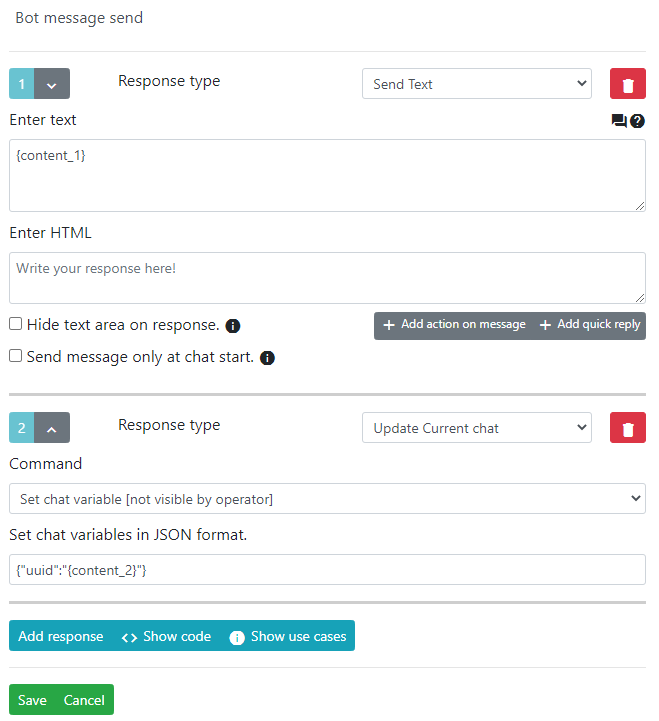 Bot message send
1 Response type Send Text
Enter text
{content_1}
Enter HTML
Write your response here!
Hide text area on response.
Add action on message Add quick reply
Send message only at chat start.
2 Response type Update Current chat
Command
Set chat variable [not visible by operator]
Set chat variables in JSON format.
{"uuid":"{content_2}"}
Add response Show code Show use cases
Save Cancel